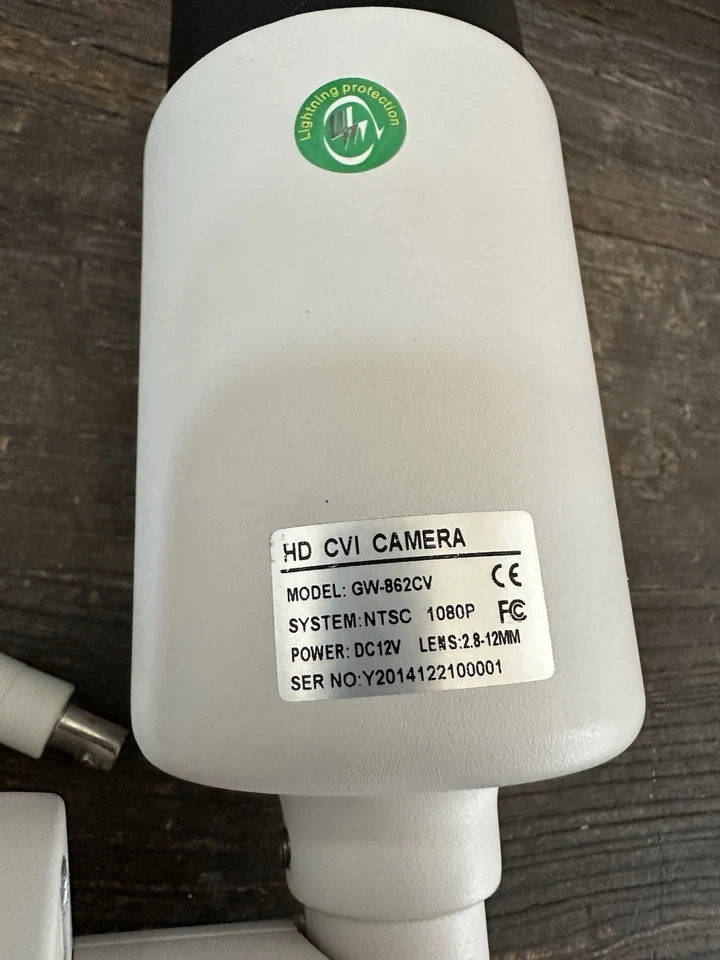 Lightning protection
HD CVI CAMERA
MODEL: GW-862CV CE
SYSTEM:NTSC 1080P FC
POWER: DC12V LENS:2.8-12MM
SER NO:Y2014122100001